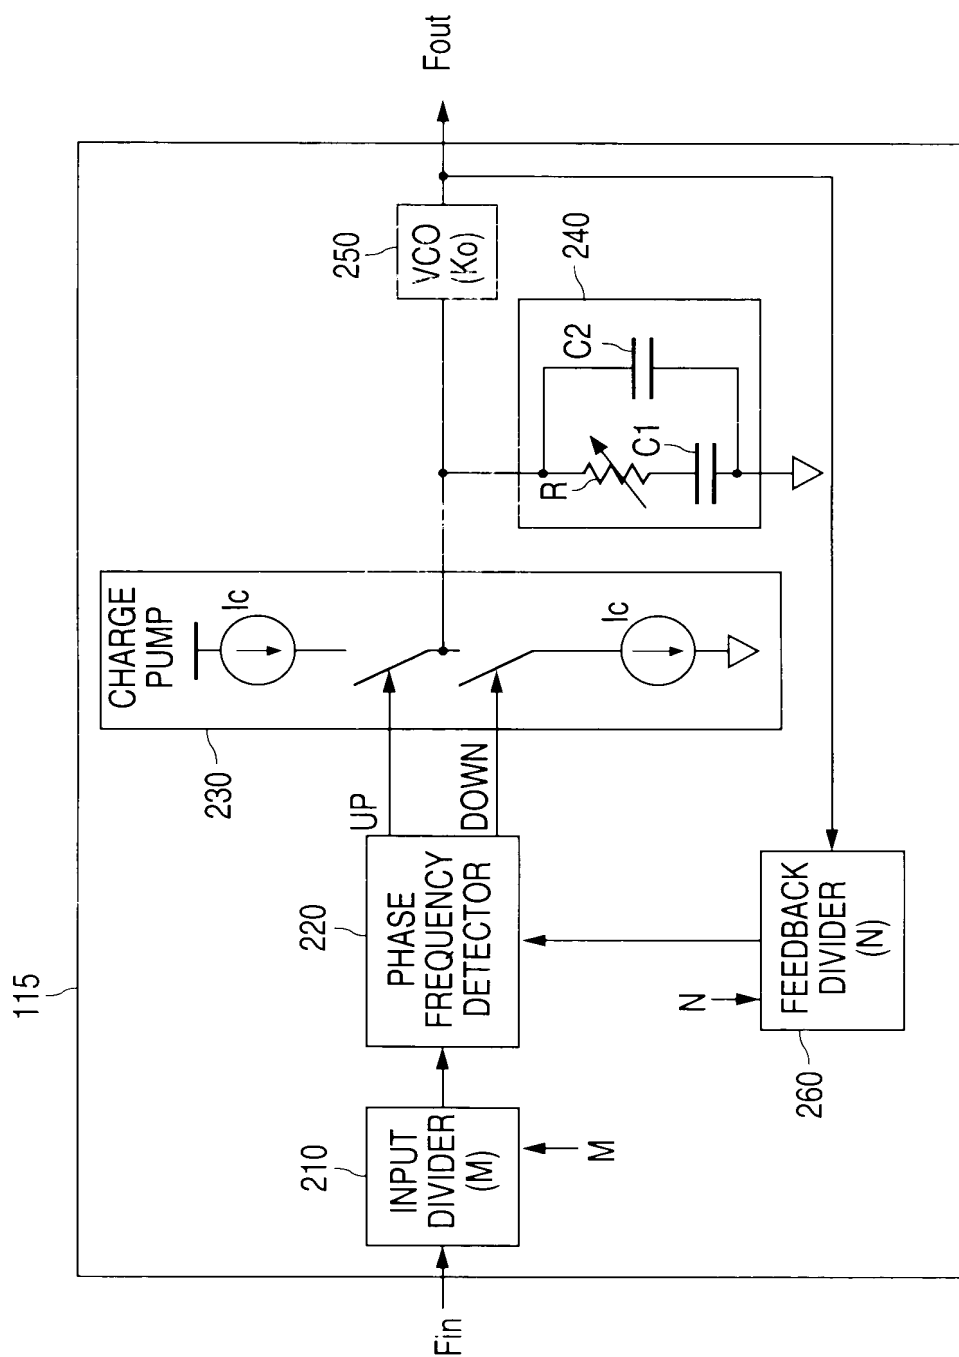 115
Fin
210
INPUT
DIVIDER
(M)
M
220
PHASE
FREQUENCY
DETECTOR
UP
DOWN
230
CHARGE
PUMP
Ic
Ic
240
R
C1
C2
250
VCO
(Ko)
Fout
N
FEEDBACK
DIVIDER
(N)
260